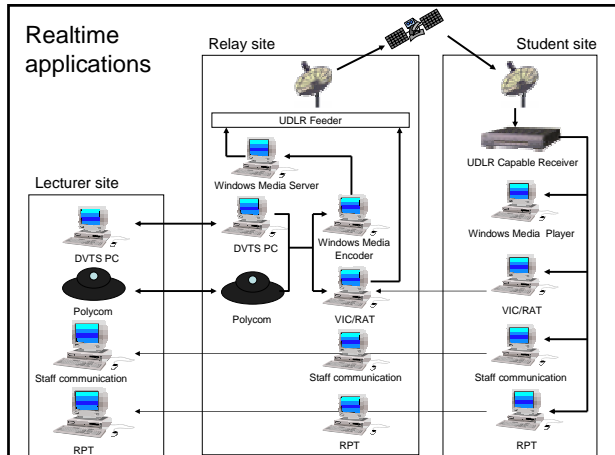 Realtime
applications
Relay site
Student site
UDLR Feeder
UDLR Capable Receiver
Windows Media Server
Lecturer site
DVTS PC
DVTS PC
Windows Media
Encoder
Windows Media Player
Polycom
Polycom
VIC/RAT
VIC/RAT
Staff communication
Staff communication
Staff communication
RPT
RPT
RPT